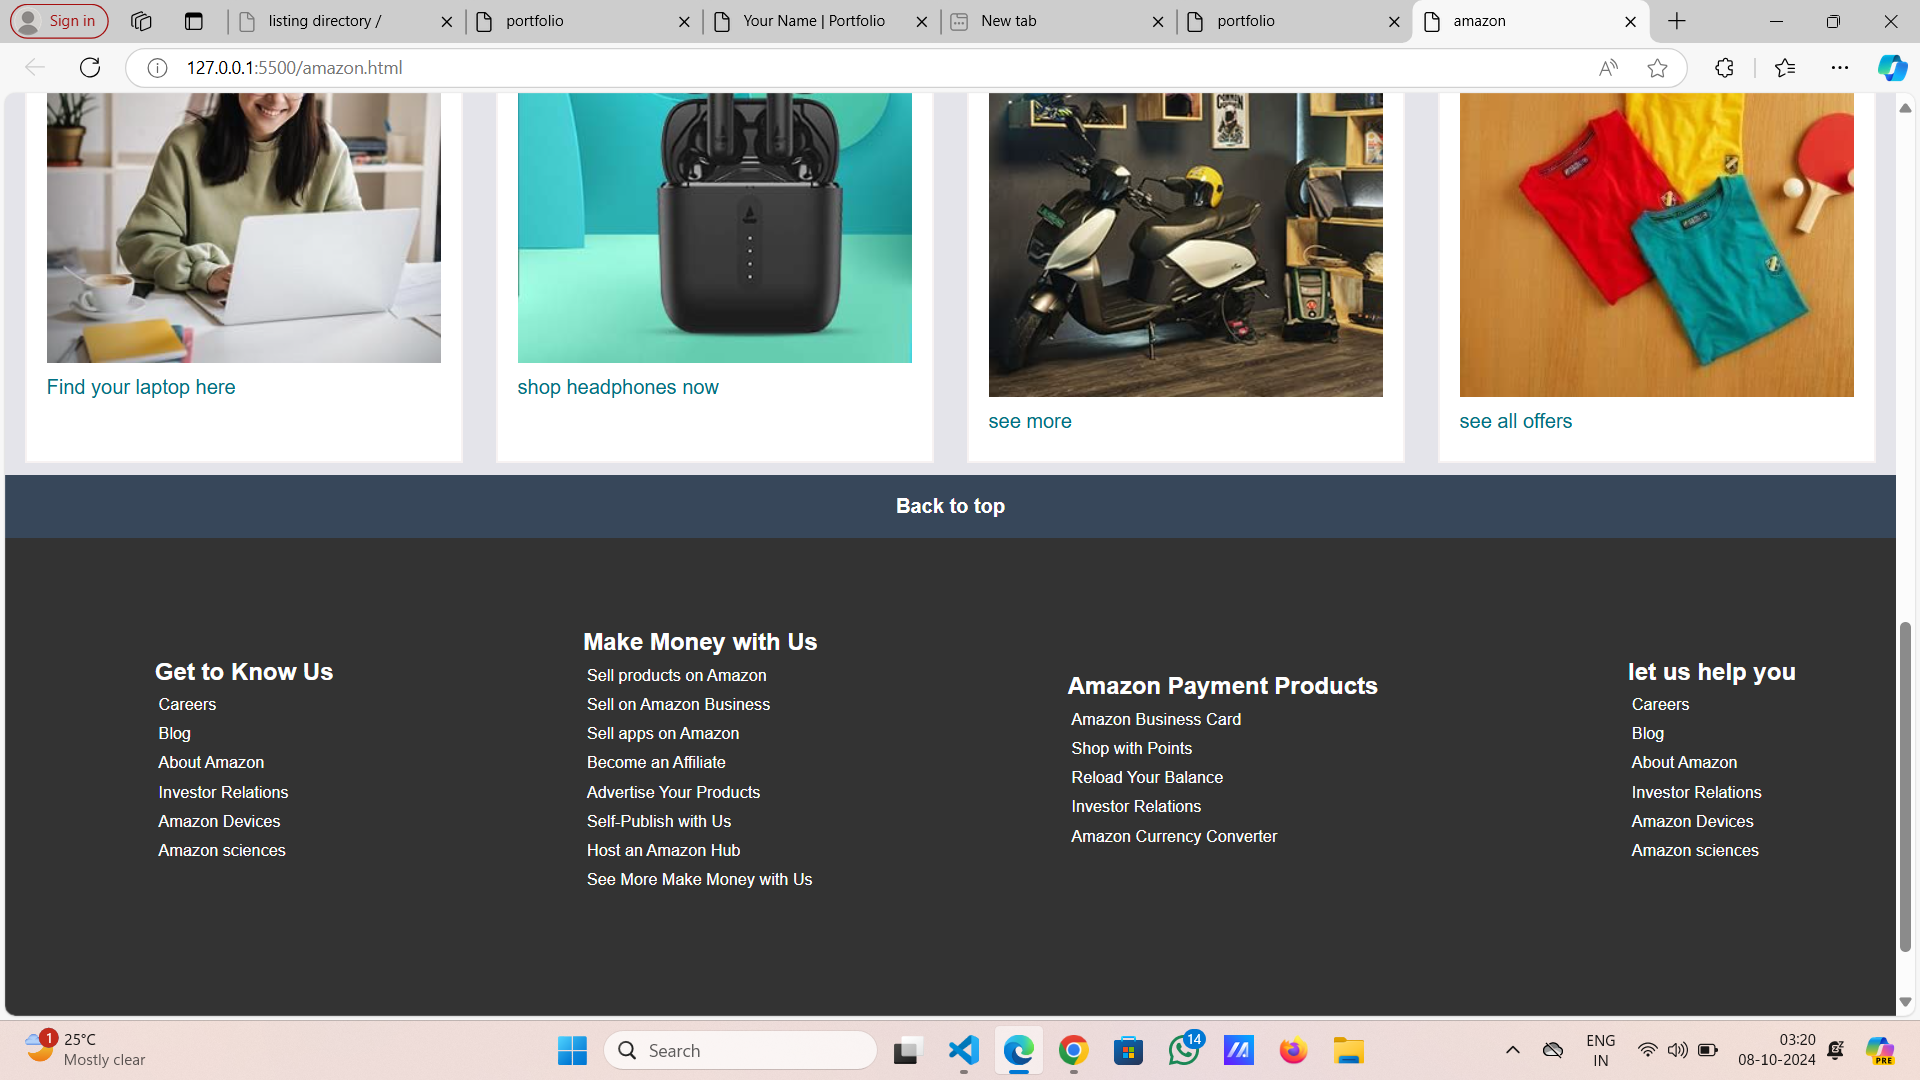 Sign in
listing directory /
portfolio
Your Name | Portfolio
New tab
portfolio
amazon
127.0.0.1:5500/amazon.html
COMMON
Find your laptop here
shop headphones now
see more
see all offers
Back to top
Get to Know Us
Careers
Blog
About Amazon
Investor Relations
Amazon Devices
Amazon sciences
Make Money with Us
Sell products on Amazon
Sell on Amazon Business
Sell apps on Amazon
Become an Affiliate
Advertise Your Products
Self-Publish with Us
Host an Amazon Hub
See More Make Money with Us
Amazon Payment Products
Amazon Business Card
Shop with Points
Reload Your Balance
Investor Relations
Amazon Currency Converter
let us help you
Careers
Blog
About Amazon
Investor Relations
Amazon Devices
Amazon sciences
1
25°C
Mostly clear
Search
14
ENG
IN
03:20
08-10-2024
PRE